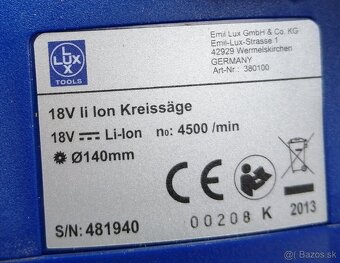 LUX
TOOLS
Emil Lux GmbH & Co. KG
Emil-Lux-Strasse 1
42929 Wermelskirchen
GERMANY
Art-Nr.: 380100
18V li Ion Kreissäge
18V Li-Ion n₀: 4500 /min
Ø140mm
CE
S/N: 481940
00208 K
2013
Bazos.sk